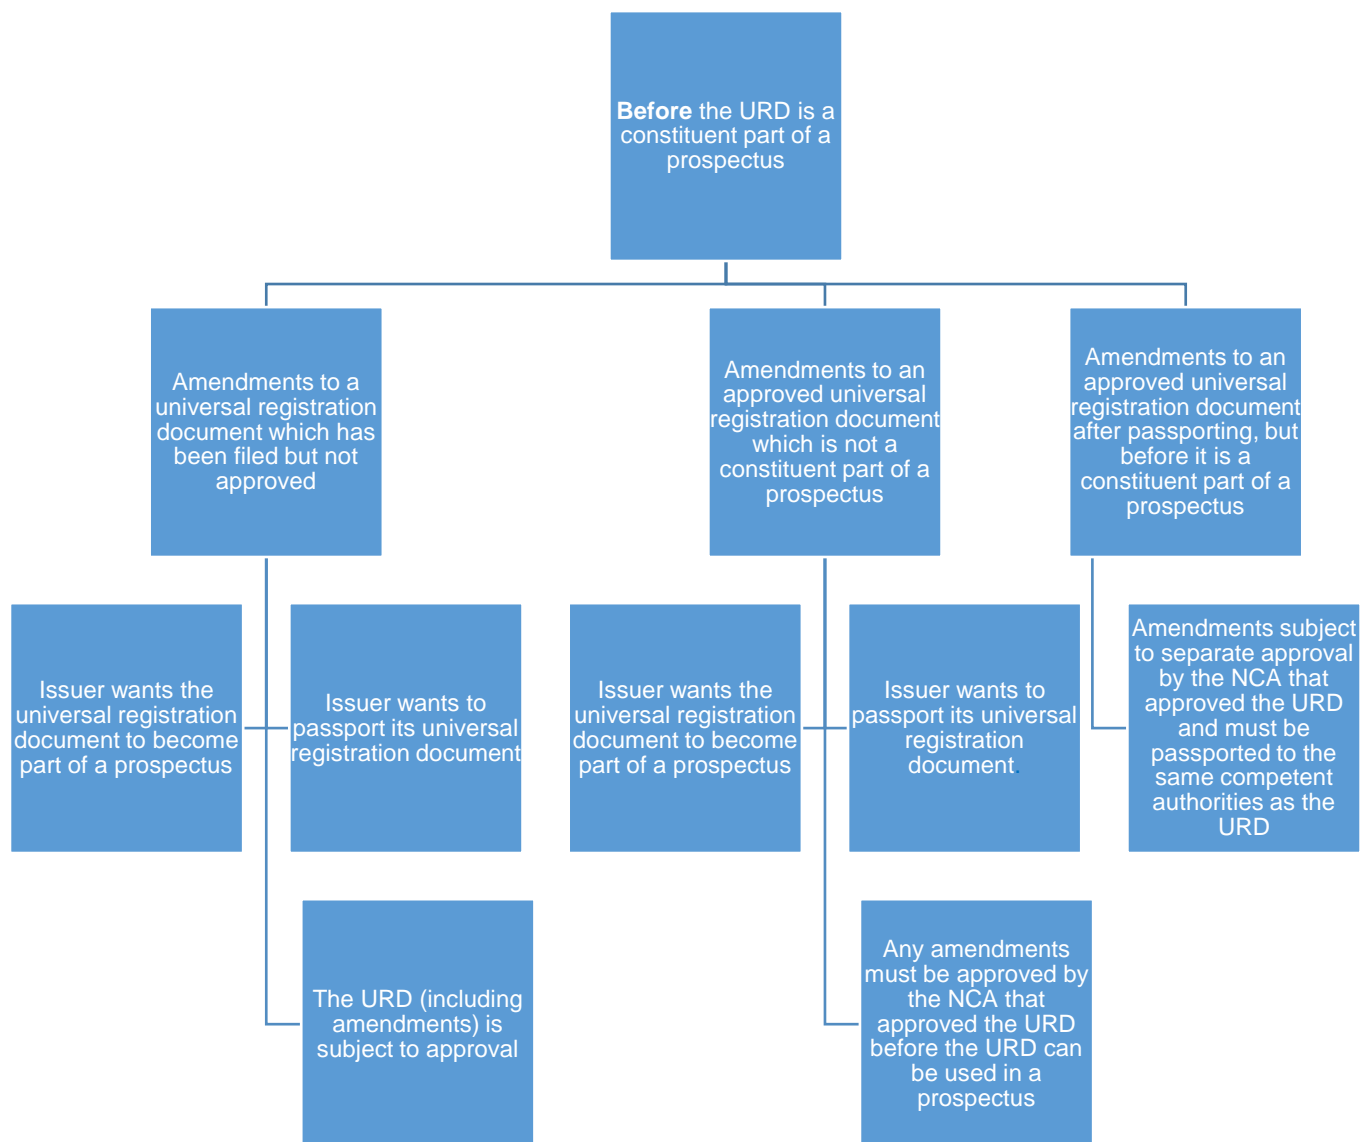 Before the URD is a
constituent part of a
prospectus
Amendments to a
universal registration
document which has
been filed but not
approved
Amendments to an
approved universal
registration document
which is not a
constituent part of a
prospectus
Amendments to an
approved universal
registration document
after passporting, but
before it is a
constituent part of a
prospectus
Issuer wants the
universal registration
document to become
part of a prospectus
Issuer wants to
passport its universal
registration document
Issuer wants the
universal registration
document to become
part of a prospectus
Issuer wants to
passport its universal
registration
document.
Amendments subject
to separate approval
by the NCA that
approved the URD
and must be
passported to the
same competent
authorities as the
URD
The URD (including
amendments) is
subject to approval
Any amendments
must be approved by
the NCA that
approved the URD
before the URD can
be used in a
prospectus